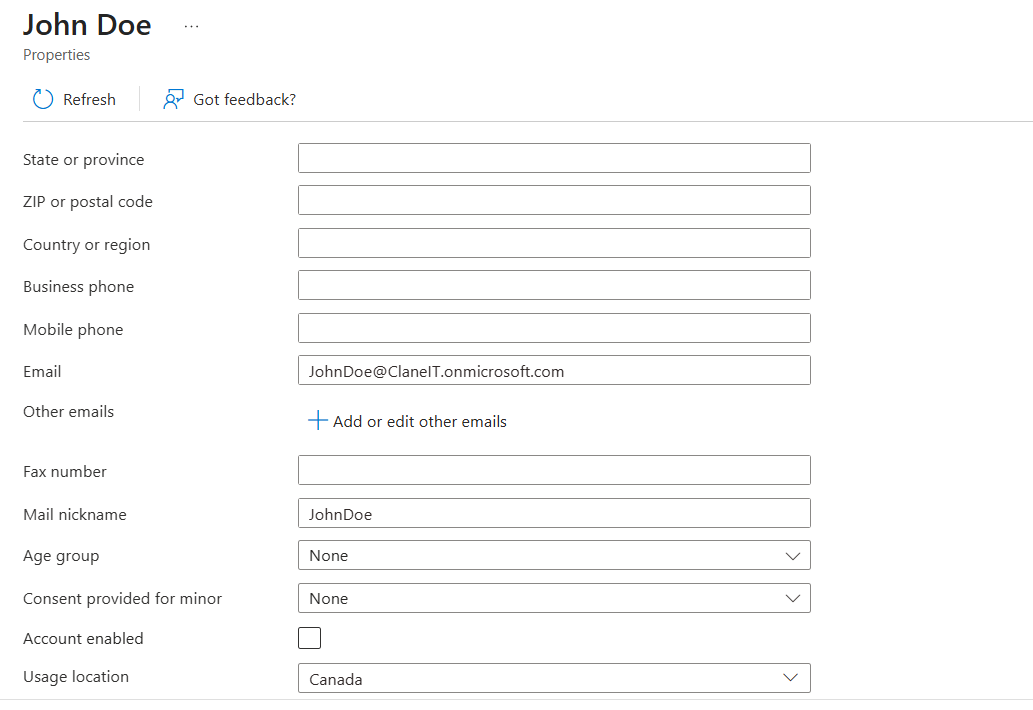 John Doe ...
Properties
Refresh Got feedback?
State or province
ZIP or postal code
Country or region
Business phone
Mobile phone
Email JohnDoe@ClaneIT.onmicrosoft.com
Other emails
Add or edit other emails
Fax number
Mail nickname JohnDoe
Age group None
Consent provided for minor None
Account enabled
Usage location Canada